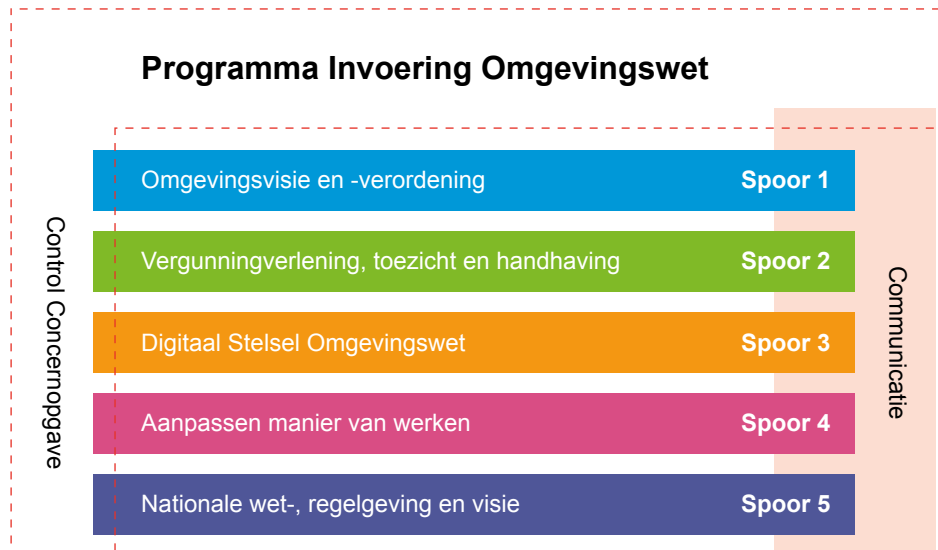 Programma Invoering Omgevingswet
Control Concernopgave
Omgevingsvisie en -verordening Spoor 1
Vergunningverlening, toezicht en handhaving Spoor 2
Digitaal Stelsel Omgevingswet Spoor 3
Aanpassen manier van werken Spoor 4
Nationale wet-, regelgeving en visie Spoor 5
Communicatie